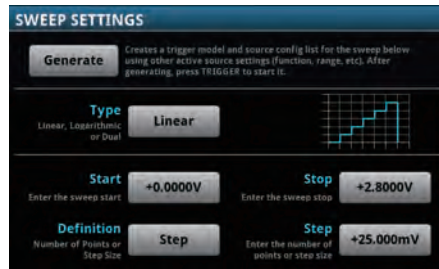 SWEEP SETTINGS
Generate
Creates a trigger model and source config list for the sweep below
using other active source settings (function, range, etc). After
generating, press TRIGGER to start it.
Type
Linear, Logarithmic
or Dual
Linear
Start
Enter the sweep start
+0.0000V
Stop
Enter the sweep stop
+2.8000V
Definition
Number of Points or
Step Size
Step
Step
Enter the number of
points or step size
+25.000mV